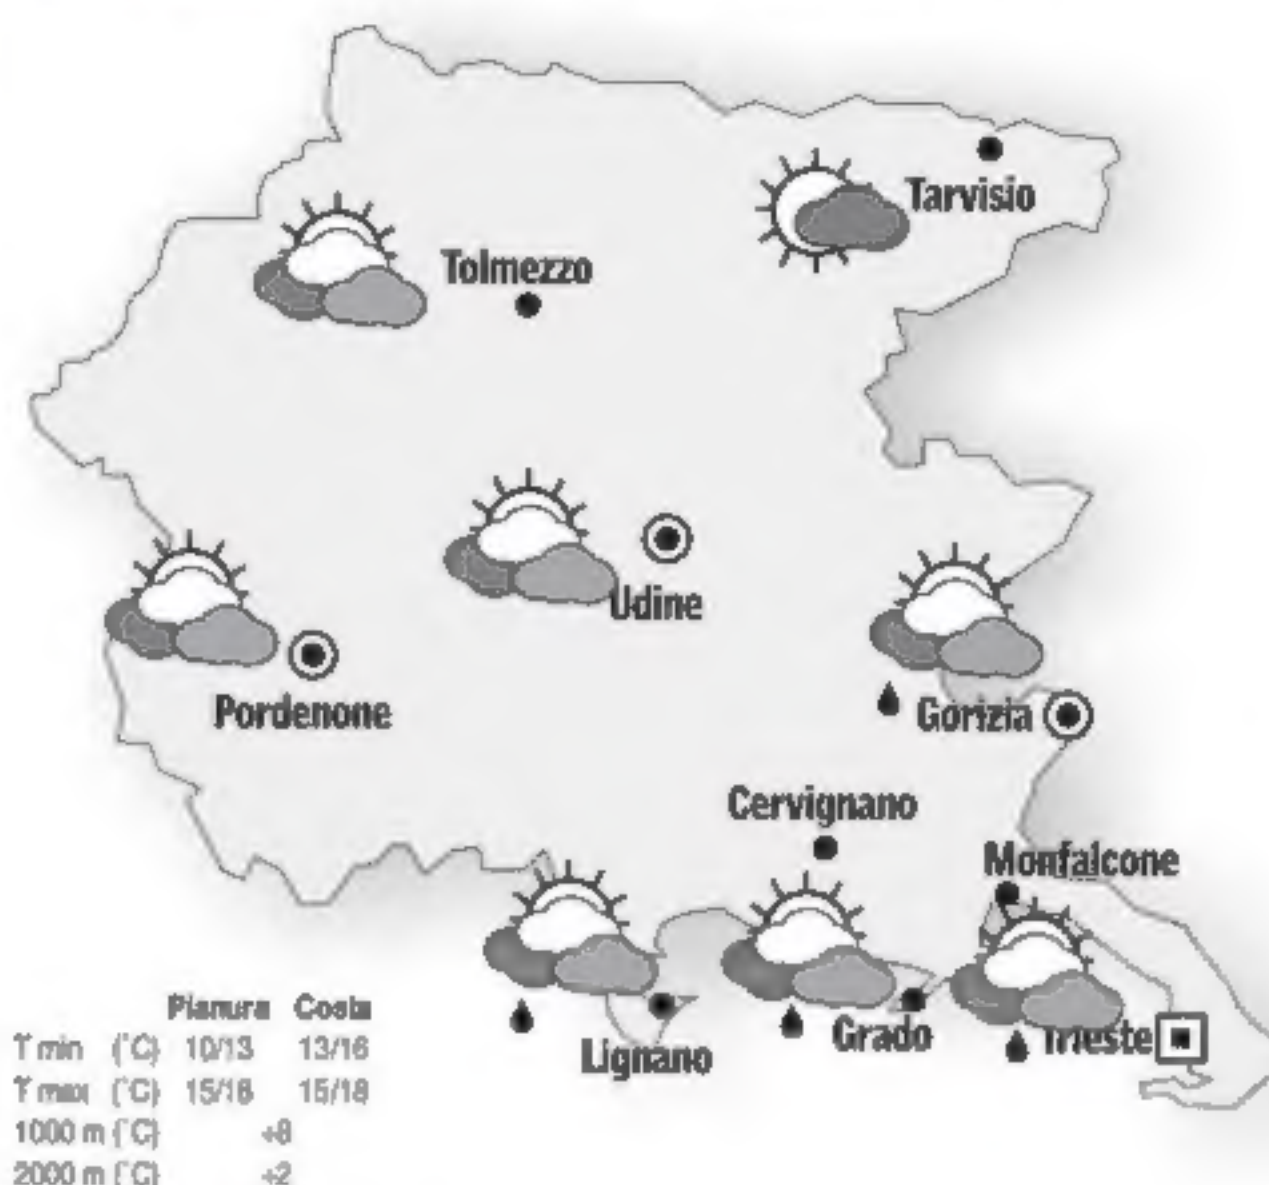 Tarvisio
Tolmezzo
Udine
Pordenone
Gorizia
Cervignano
Monfalcone
Grado
Trieste
Lignano
Pianura Costa
T min (°C) 10/13 13/16
T max (°C) 15/18 15/18
1000 m (°C) +8
2000 m (°C) +2